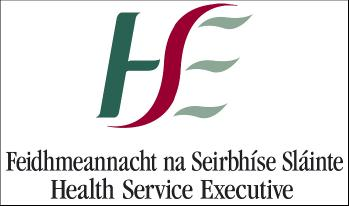 HSE
Feidhmeannacht na Seirbhíse Sláinte
Health Service Executive